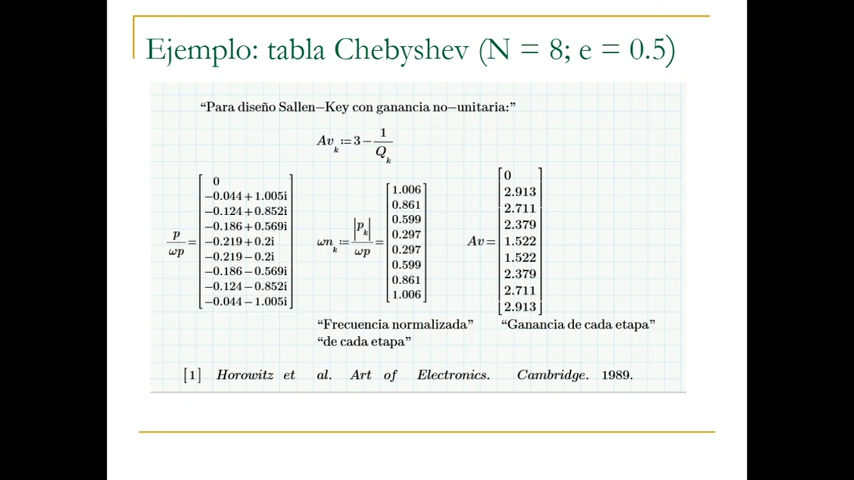 Ejemplo: tabla Chebyshev (N = 8; e = 0.5)
“Para diseño Sallen−Key con ganancia no−unitaria:”
Av_k := 3 − 1/Q_k
p/ωp = [0
−0.044 + 1.005i
−0.124 + 0.852i
−0.186 + 0.569i
−0.219 + 0.2i
−0.219 − 0.2i
−0.186 − 0.569i
−0.124 − 0.852i
−0.044 − 1.005i]
ωn_k := |p_k|/ωp = [1.006
0.861
0.599
0.297
0.297
0.599
0.861
1.006]
Av = [0
2.913
2.711
2.379
1.522
1.522
2.379
2.711
2.913]
“Frecuencia normalizada”
“de cada etapa”
“Ganancia de cada etapa”
[1] Horowitz et al. Art of Electronics. Cambridge. 1989.